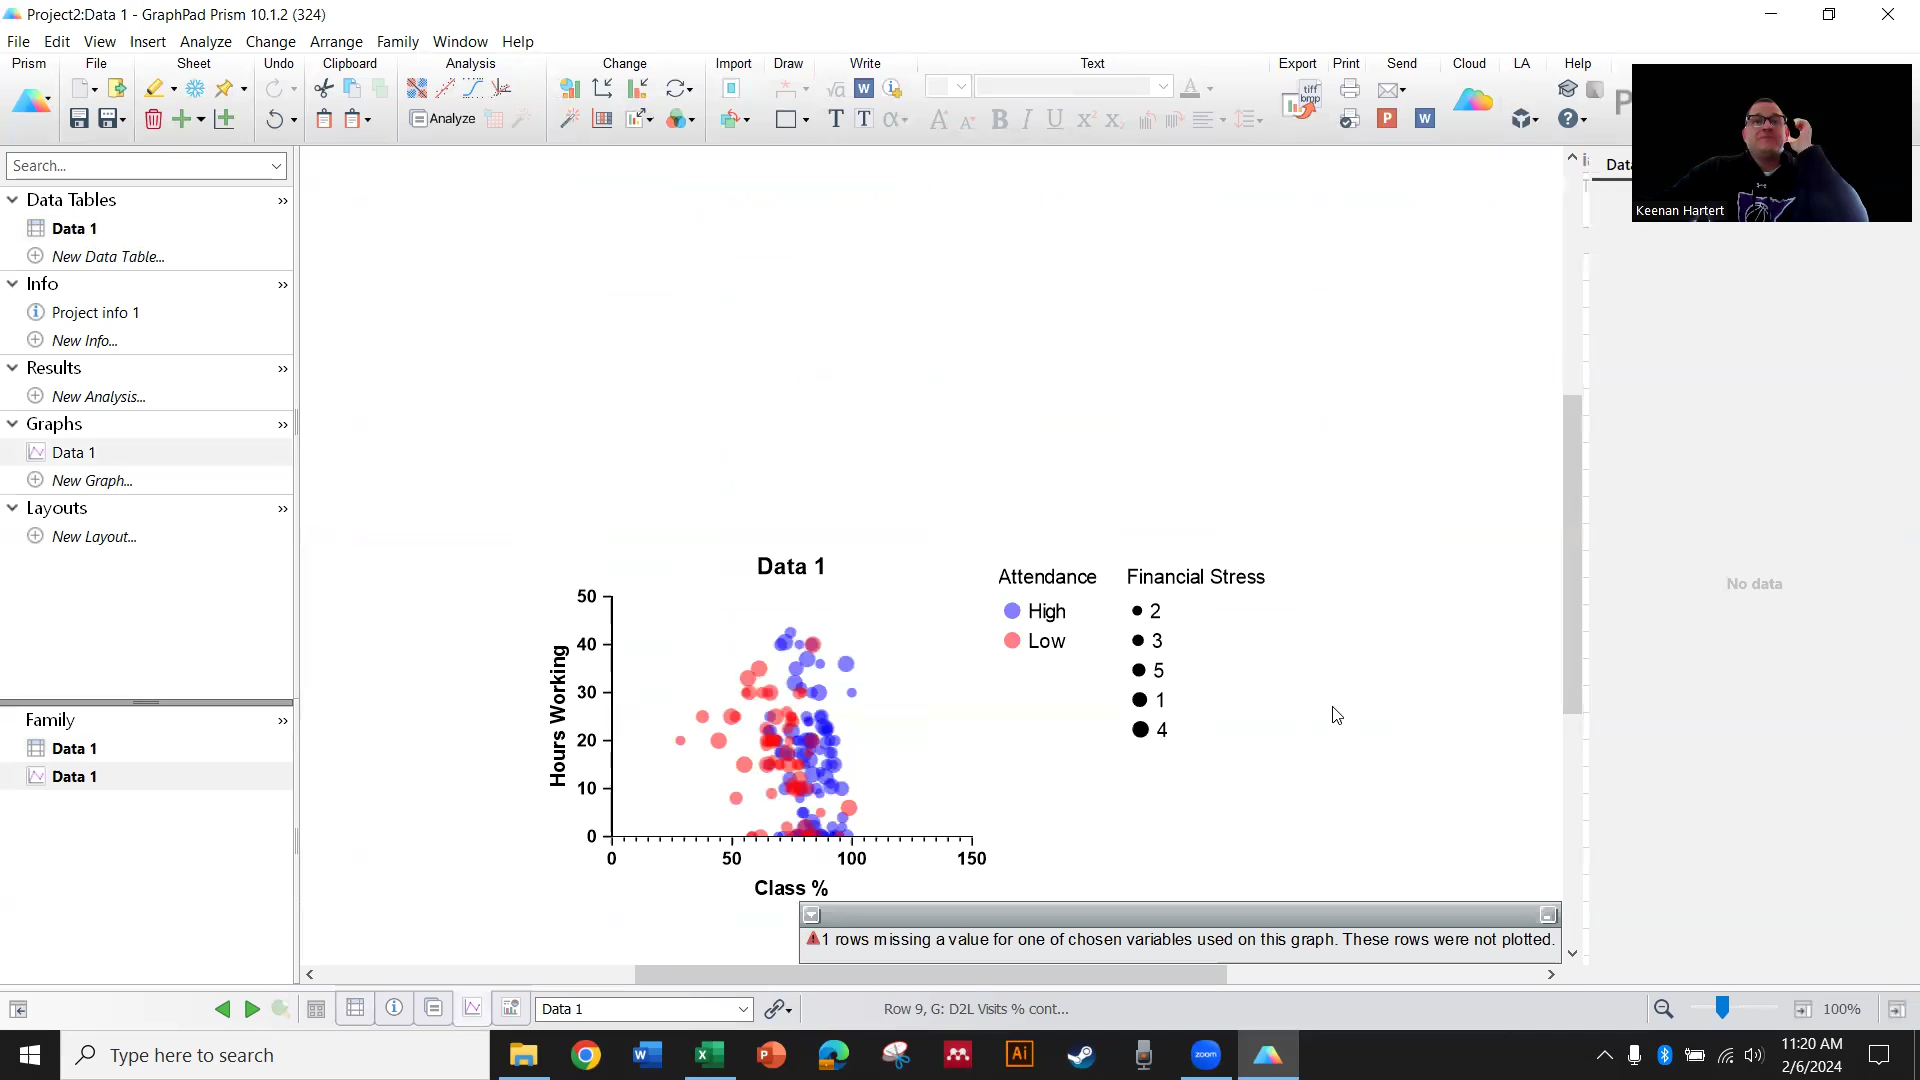 Project2:Data 1 - GraphPad Prism 10.1.2 (324)
File Edit View Insert Analyze Change Arrange Family Window Help
Prism File Sheet Undo Clipboard Analysis Change Import Draw Write Text Export Print Send Cloud LA Help
Analyze
tiff
bmp
Search...
Data Tables
Data 1
New Data Table...
Info
Project info 1
New Info...
Results
New Analysis...
Graphs
Data 1
New Graph...
Layouts
New Layout...
Family
Data 1
Data 1
Keenan Hartert
No data
Data 1
Hours Working
50
40
30
20
10
0
0 50 100 150
Class %
Attendance
High
Low
Financial Stress
2
3
5
1
4
1 rows missing a value for one of chosen variables used on this graph. These rows were not plotted.
Data 1
Row 9, G: D2L Visits % cont...
100%
Type here to search
zoom
11:20 AM
2/6/2024